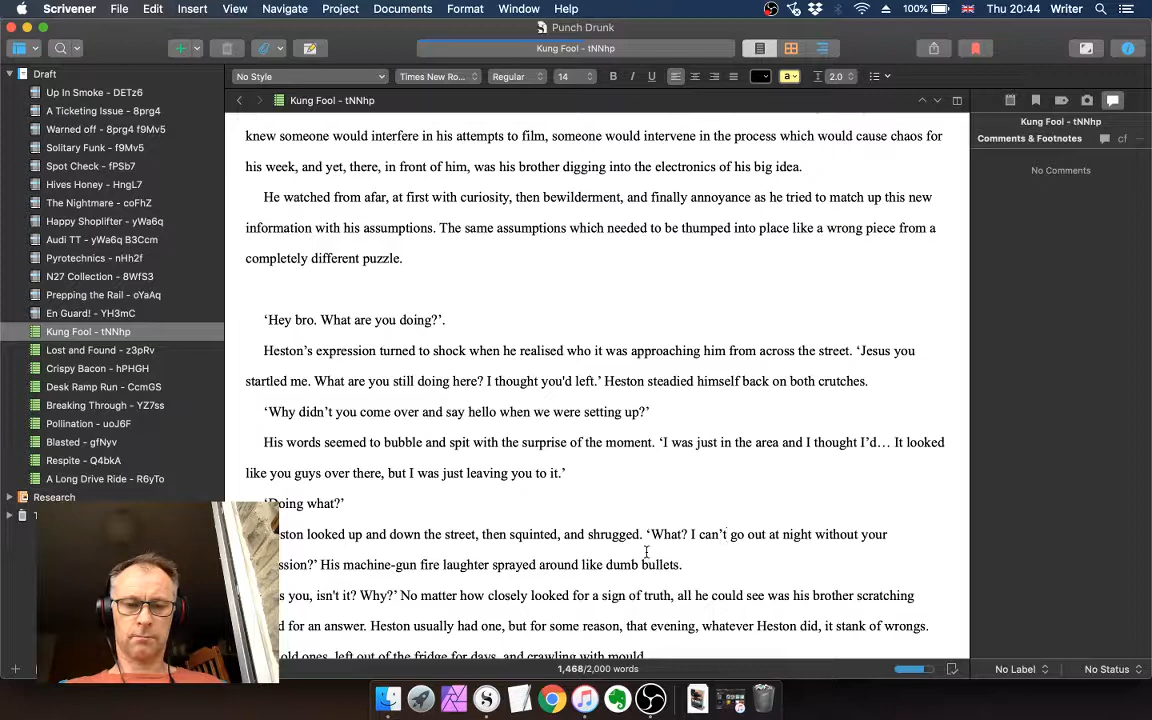 Scrivener File Edit Insert View Navigate Project Documents Format Window Help 100% Thu 20:44 Writer
Punch Drunk
Kung Fool - tNNhp
No Style Times New Ro... Regular 14 B I U a 2.0
Draft
Up In Smoke - DETz6
A Ticketing Issue - 8prg4
Warned off - 8prg4 f9Mv5
Solitary Funk - f9Mv5
Spot Check - fPSb7
Hives Honey - HngL7
The Nightmare - coFhZ
Happy Shoplifter - yWa6q
Audi TT - yWa6q B3Ccm
Pyrotechnics - nHh2f
N27 Collection - 8WfS3
Prepping the Rail - oYaAq
En Guard! - YH3mC
Kung Fool - tNNhp
Lost and Found - z3pRv
Crispy Bacon - hPHGH
Desk Ramp Run - CcmGS
Breaking Through - YZ7ss
Pollination - uoJ6F
Blasted - gfNyv
Respite - Q4bkA
A Long Drive Ride - R6yTo
Research
T
Kung Fool - tNNhp
knew someone would interfere in his attempts to film, someone would intervene in the process which would cause chaos for
his week, and yet, there, in front of him, was his brother digging into the electronics of his big idea.
He watched from afar, at first with curiosity, then bewilderment, and finally annoyance as he tried to match up this new
information with his assumptions. The same assumptions which needed to be thumped into place like a wrong piece from a
completely different puzzle.
‘Hey bro. What are you doing?’.
Heston’s expression turned to shock when he realised who it was approaching him from across the street. ‘Jesus you
startled me. What are you still doing here? I thought you'd left.’ Heston steadied himself back on both crutches.
‘Why didn’t you come over and say hello when we were setting up?’
His words seemed to bubble and spit with the surprise of the moment. ‘I was just in the area and I thought I’d… It looked
like you guys over there, but I was just leaving you to it.’
‘Doing what?’
ston looked up and down the street, then squinted, and shrugged. ‘What? I can’t go out at night without your
ssion?’ His machine-gun fire laughter sprayed around like dumb bullets.
s you, isn't it? Why?’ No matter how closely looked for a sign of truth, all he could see was his brother scratching
d for an answer. Heston usually had one, but for some reason, that evening, whatever Heston did, it stank of wrongs.
old ones, left out of the fridge for days, and crawling with mould.
1,468/2,000 words
Kung Fool - tNNhp
Comments & Footnotes cf
No Comments
No Label No Status